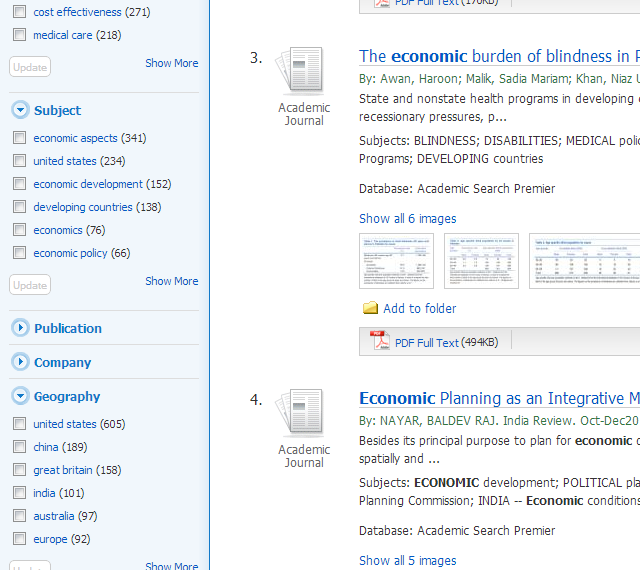 cost effectiveness (271)
medical care (218)
Update
Show More
Subject
economic aspects (341)
united states (234)
economic development (152)
developing countries (138)
economics (76)
economic policy (66)
Update
Show More
Publication
Company
Geography
united states (605)
china (189)
great britain (158)
india (101)
australia (97)
europe (92)
Update
Show More
PDF Full Text (170KB)
3.
Academic
Journal
The economic burden of blindness in P
By: Awan, Haroon; Malik, Sadia Mariam; Khan, Niaz U
State and nonstate health programs in developing
recessionary pressures, p...
Subjects: BLINDNESS; DISABILITIES; MEDICAL polic
Programs; DEVELOPING countries
Database: Academic Search Premier
Show all 6 images
Add to folder
PDF Full Text (494KB)
4.
Academic
Journal
Economic Planning as an Integrative M
By: NAYAR, BALDEV RAJ. India Review. Oct-Dec20
Besides its principal purpose to plan for economic
spatially and ...
Subjects: ECONOMIC development; POLITICAL pla
Planning Commission; INDIA -- Economic conditions
Database: Academic Search Premier
Show all 5 images